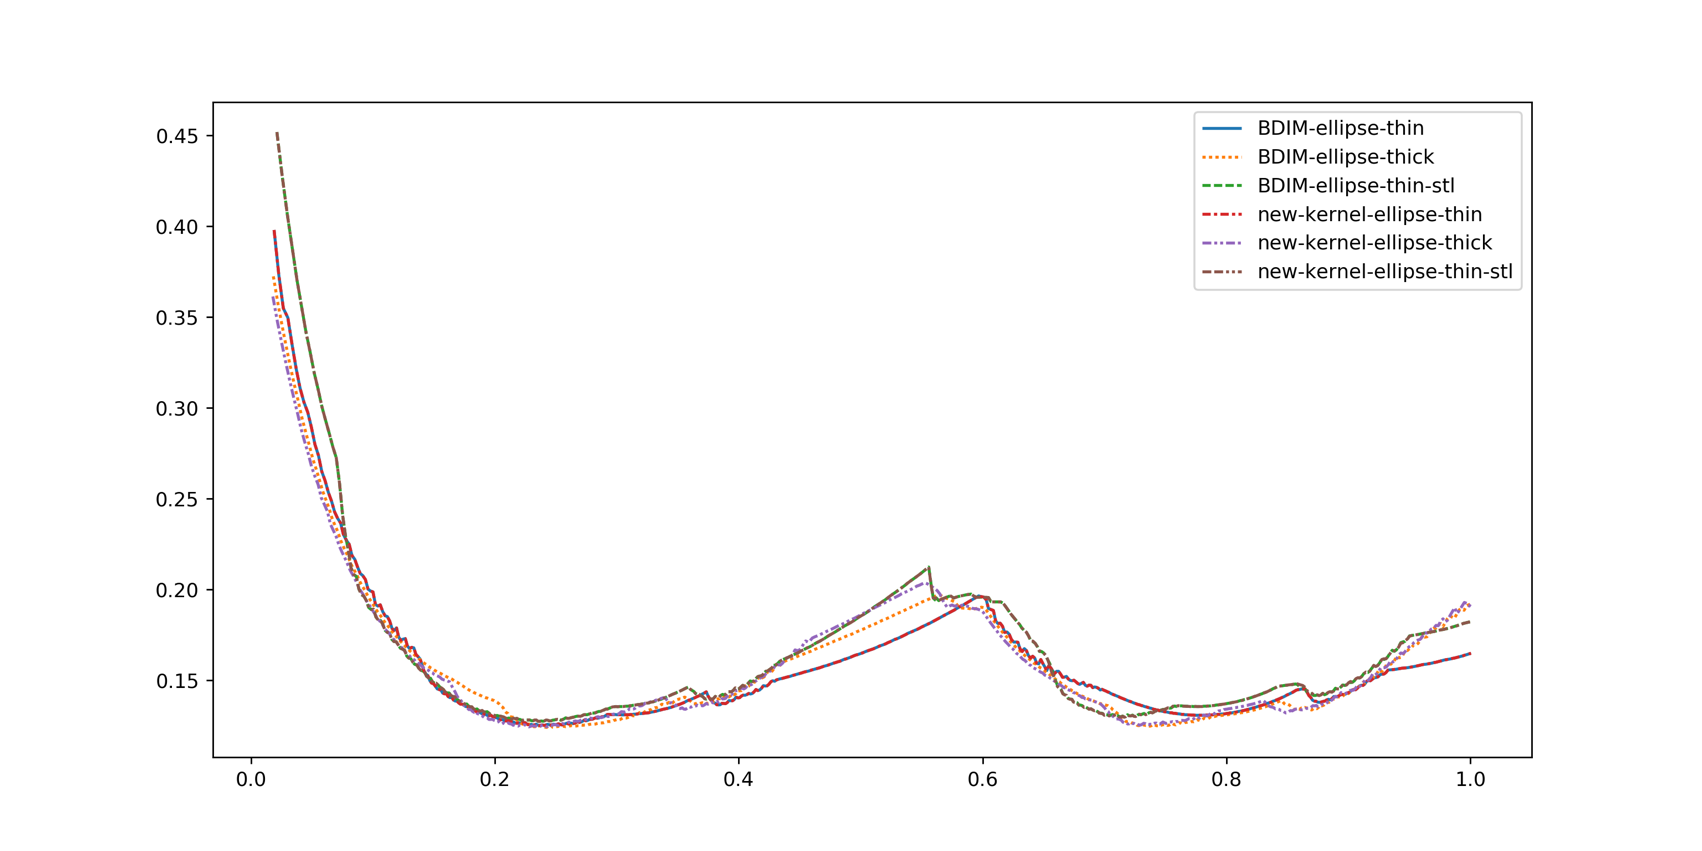 0.45
0.40
0.35
0.30
0.25
0.20
0.15
0.0 0.2 0.4 0.6 0.8 1.0
BDIM-ellipse-thin
BDIM-ellipse-thick
BDIM-ellipse-thin-stl
new-kernel-ellipse-thin
new-kernel-ellipse-thick
new-kernel-ellipse-thin-stl